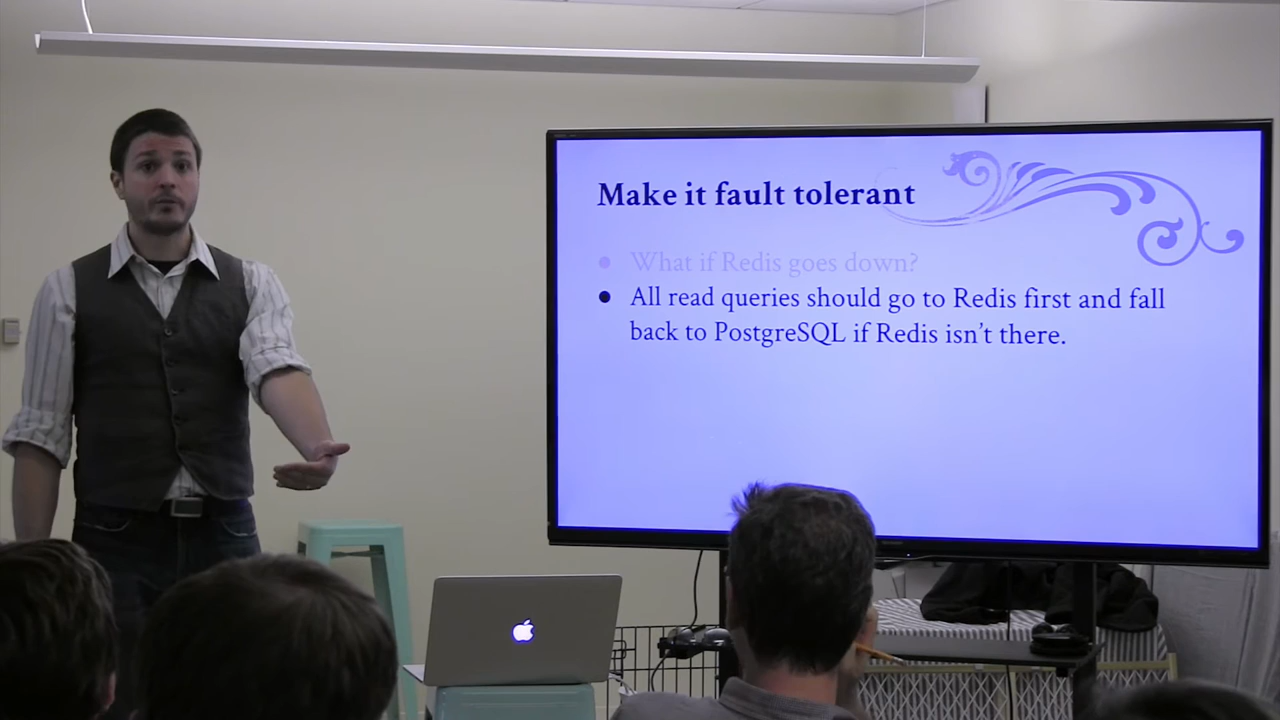 Make it fault tolerant
• What if Redis goes down?
• All read queries should go to Redis first and fall
back to PostgreSQL if Redis isn't there.